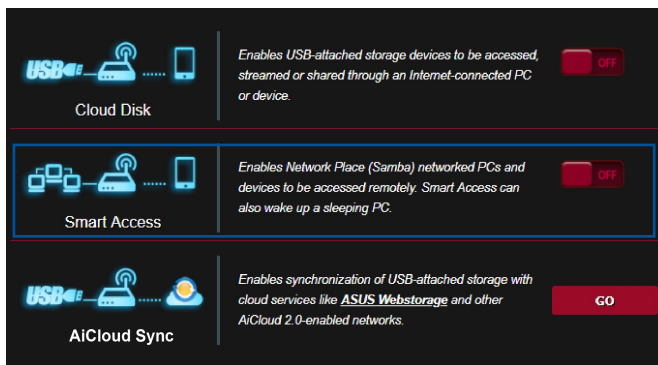 USB
Cloud Disk
Enables USB-attached storage devices to be accessed,
streamed or shared through an Internet-connected PC
or device.
OFF
Smart Access
Enables Network Place (Samba) networked PCs and
devices to be accessed remotely. Smart Access can
also wake up a sleeping PC.
OFF
USB
AiCloud Sync
Enables synchronization of USB-attached storage with
cloud services like ASUS Webstorage and other
AiCloud 2.0-enabled networks.
GO